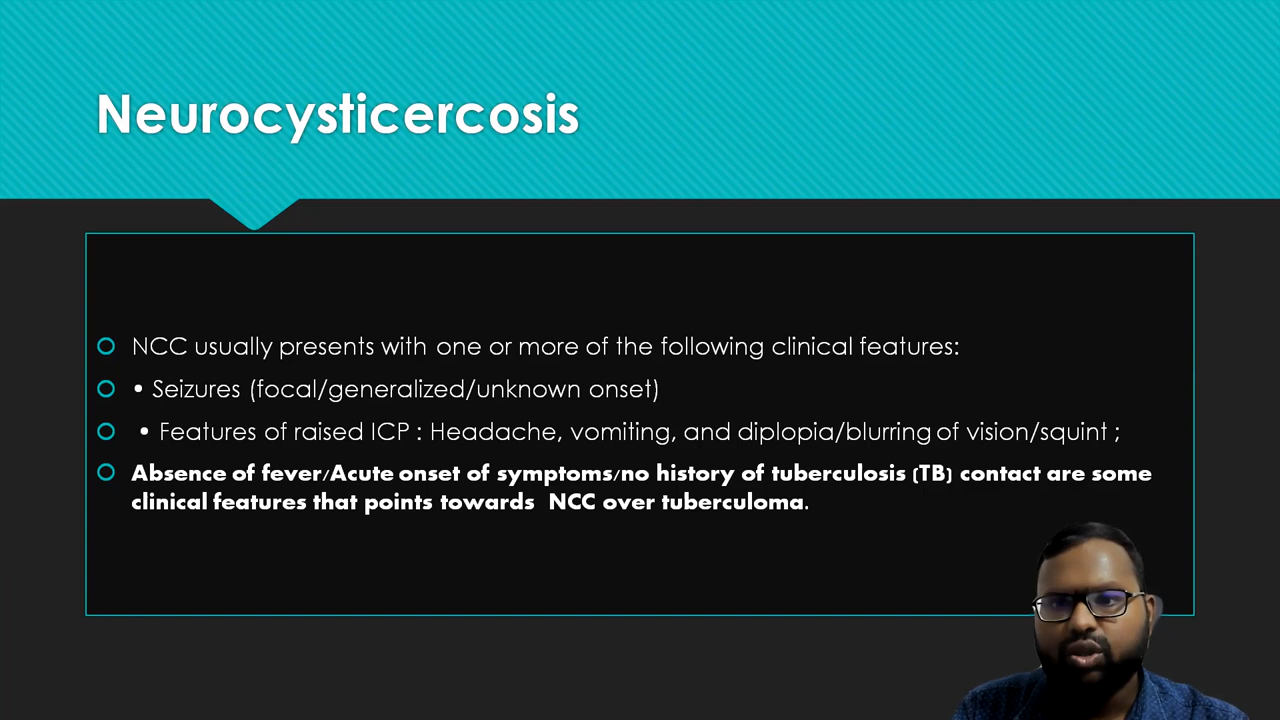 Neurocysticercosis
NCC usually presents with one or more of the following clinical features:
• Seizures (focal/generalized/unknown onset)
• Features of raised ICP : Headache, vomiting, and diplopia/blurring of vision/squint ;
Absence of fever/Acute onset of symptoms/no history of tuberculosis (TB) contact are some
clinical features that points towards NCC over tuberculoma.